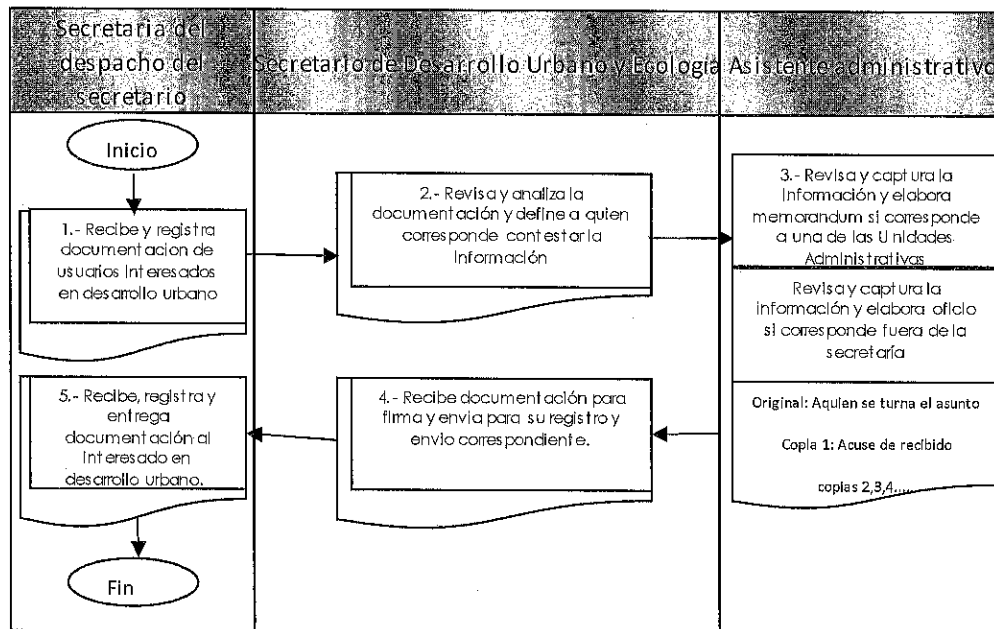 Secretaria del
despacho del
secretario
Secretario de Desarrollo Urbano y Ecología
Asistente administrativo
Inicio
1.- Recibe y registra
documentacion de
usuarios interesados
en desarrollo urbano
2.- Revisa y analiza la
documentación y define a quien
corresponde contestar la
información
3.- Revisa y captura la
información y elabora
memorandum si corresponde
a una de las Unidades
Administrativas
Revisa y captura la
información y elabora oficio
si corresponde fuera de la
secretaría
Original: Aquien se turna el asunto
Copia 1: Acuse de recibido
copias 2,3,4....
4.- Recibe documentación para
firma y envia para su registro y
envio correspondiente.
5.- Recibe, registra y
entrega
documentación al
interesado en
desarrollo urbano.
Fin